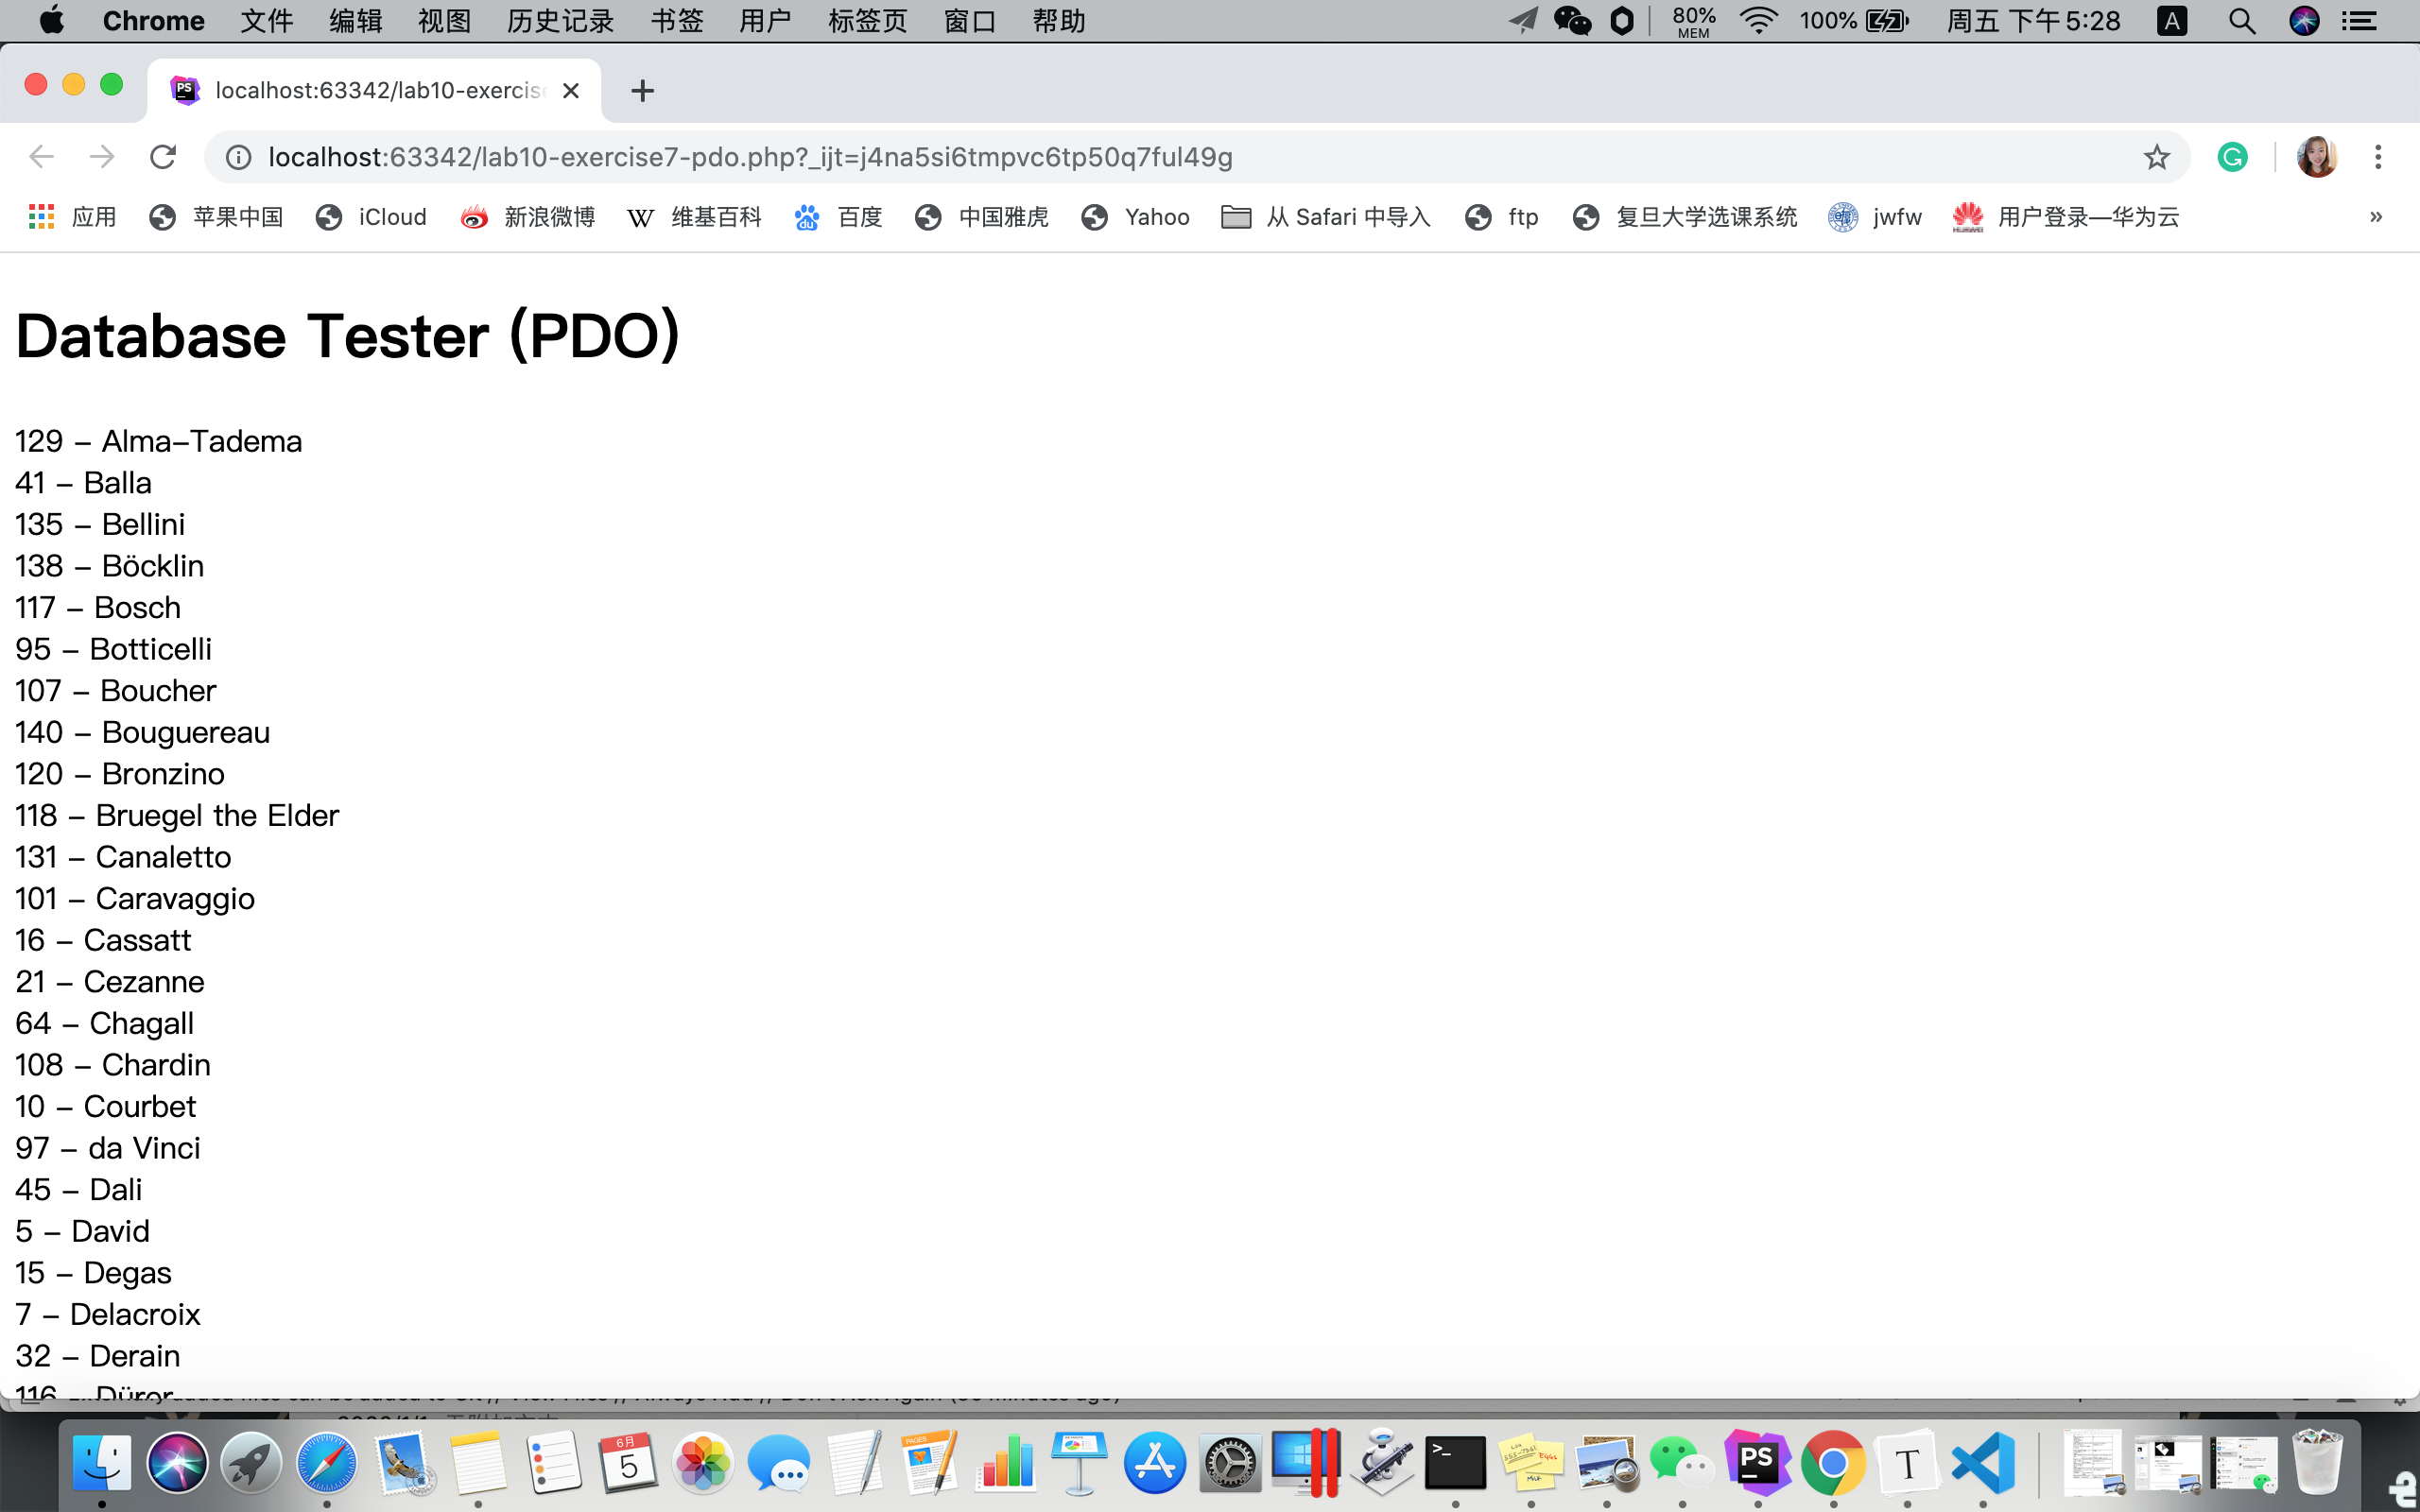 Chrome 文件 编辑 视图 历史记录 书签 用户 标签页 窗口 帮助 80% MEM 100% 周五 下午5:28 A
PS localhost:63342/lab10-exercise
localhost:63342/lab10-exercise7-pdo.php?_ijt=j4na5si6tmpvc6tp50q7ful49g
应用 苹果中国 iCloud 新浪微博 W 维基百科 du 百度 中国雅虎 Yahoo 从 Safari 中导入 ftp 复旦大学选课系统 jwfw HUAWEI 用户登录—华为云 »
Database Tester (PDO)
129 - Alma-Tadema
41 - Balla
135 - Bellini
138 - Böcklin
117 - Bosch
95 - Botticelli
107 - Boucher
140 - Bouguereau
120 - Bronzino
118 - Bruegel the Elder
131 - Canaletto
101 - Caravaggio
16 - Cassatt
21 - Cezanne
64 - Chagall
108 - Chardin
10 - Courbet
97 - da Vinci
45 - Dali
5 - David
15 - Degas
7 - Delacroix
32 - Derain
116 - Dürer
6月
5
PAGES
>_
PS
T